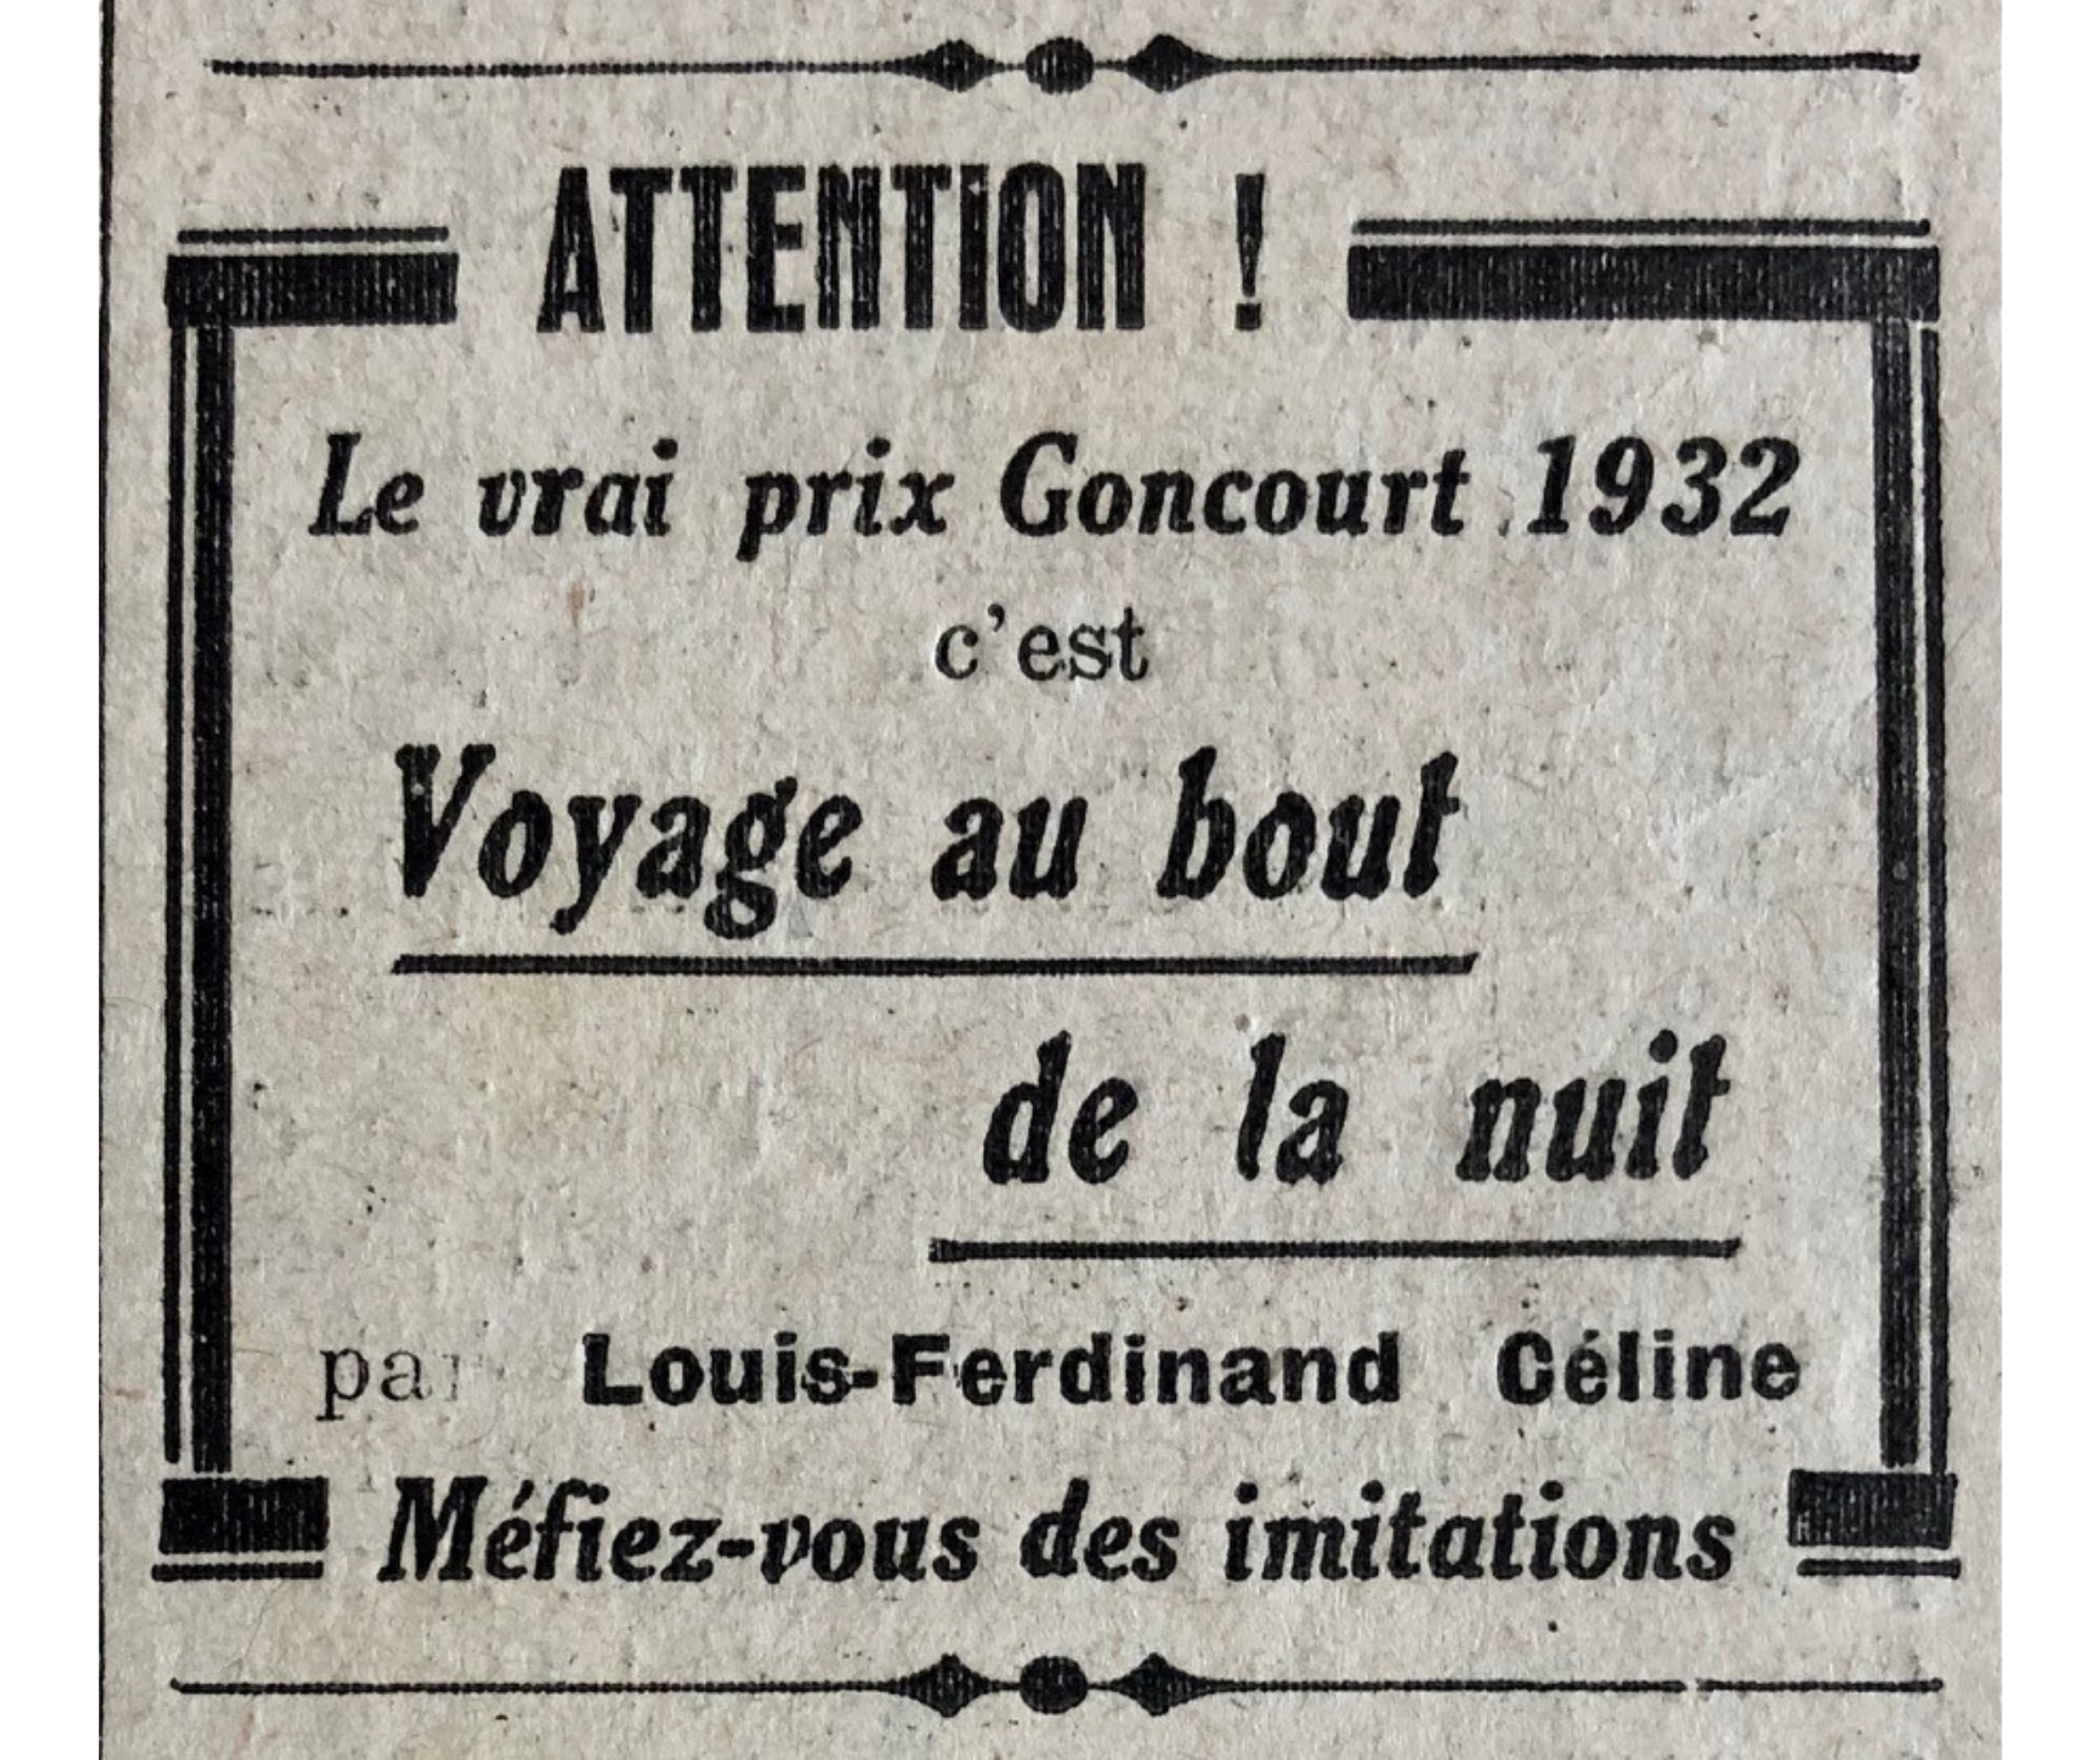 ATTENTION !
Le vrai prix Goncourt 1932
c'est
Voyage au bout
de la nuit
par Louis-Ferdinand Céline
Méfiez-vous des imitations